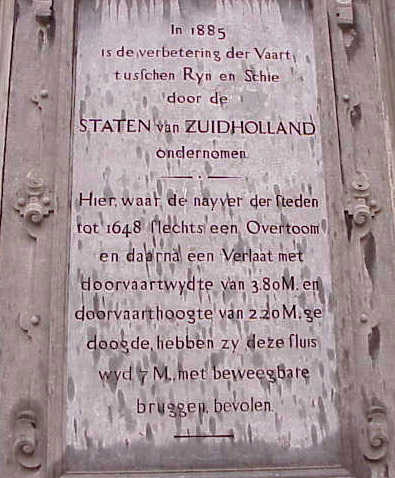 In 1885
is de verbetering der Vaart
tusſchen Ryn en Schie
door de
STATEN van ZUIDHOLLAND
ondernomen.
Hier, waar de nayver der ſteden
tot 1648 ſlechts een Overtoom
en daarna een Verlaat met
doorvaartwydte van 3.80M. en
doorvaarthoogte van 2.20M. ge
doogde, hebben zy deze ſluis
wyd 7 M., met beweegbare
bruggen, bevolen.